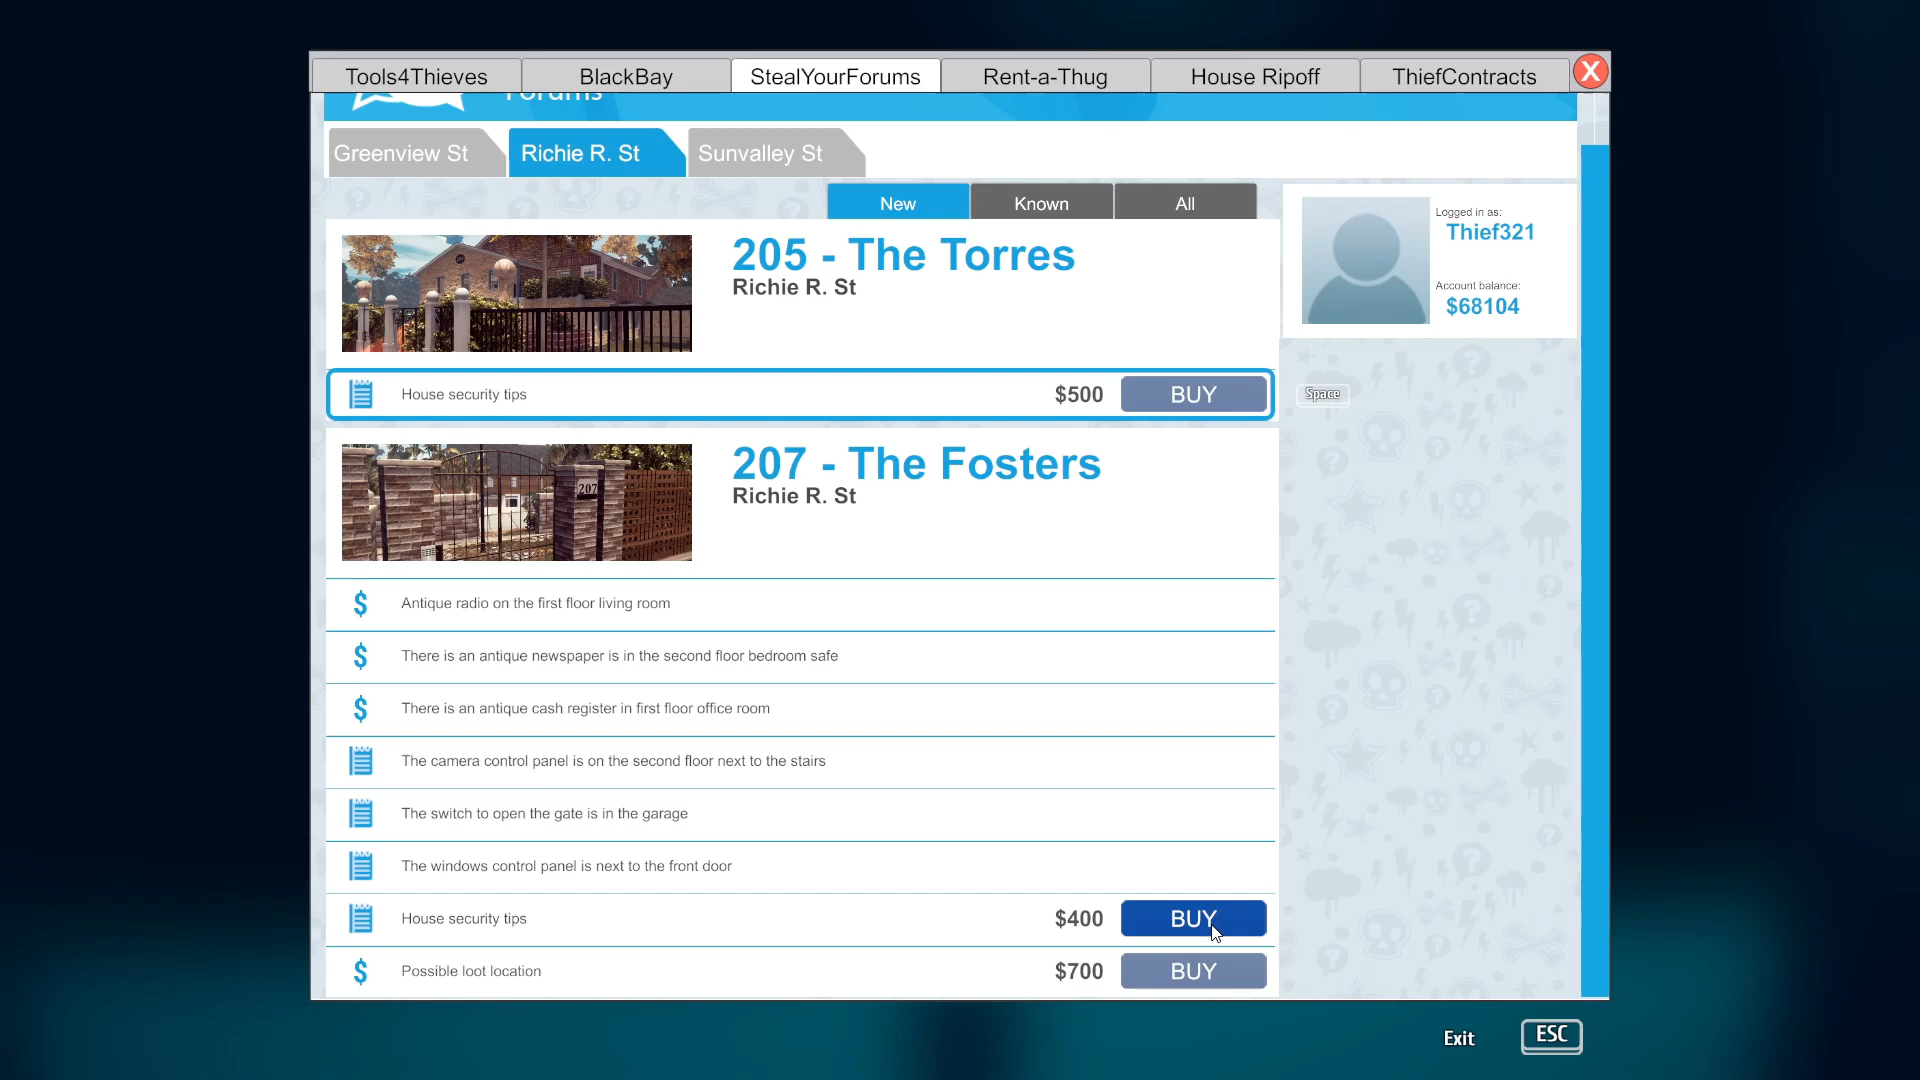 Tools4Thieves
BlackBay
StealYourForums
Rent-a-Thug
House Ripoff
ThiefContracts
X
Forums
Greenview St
Richie R. St
Sunvalley St
New
Known
All
Logged in as:
Thief321
Account balance:
$68104
205 - The Torres
Richie R. St
House security tips
$500
BUY
Space
207
207 - The Fosters
Richie R. St
$ Antique radio on the first floor living room
$ There is an antique newspaper is in the second floor bedroom safe
$ There is an antique cash register in first floor office room
The camera control panel is on the second floor next to the stairs
The switch to open the gate is in the garage
The windows control panel is next to the front door
House security tips
$400
BUY
$ Possible loot location
$700
BUY
Exit
ESC